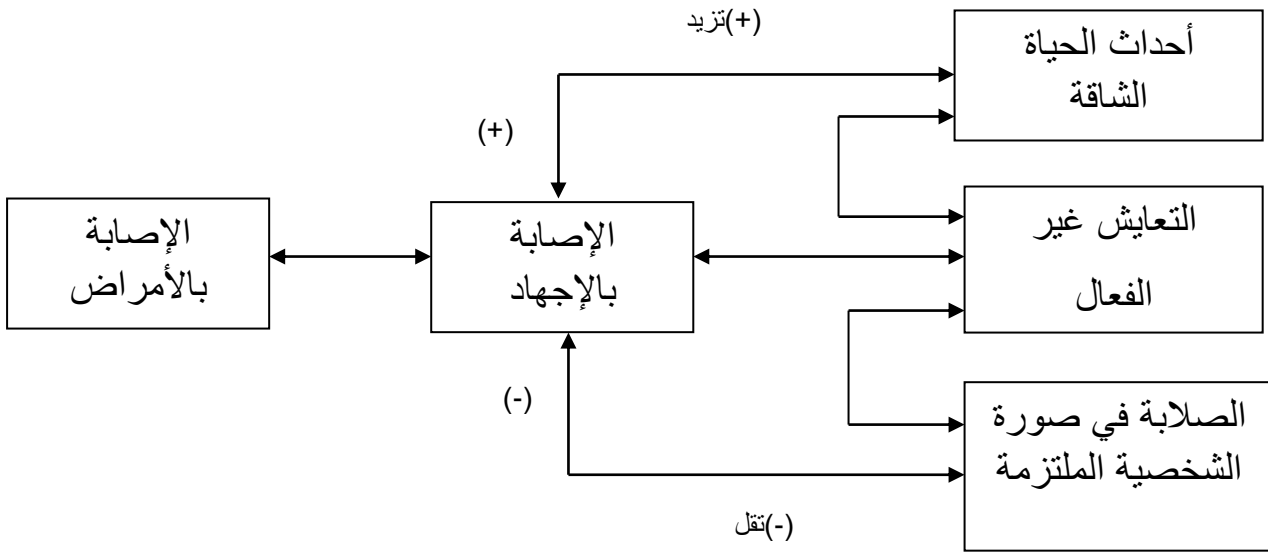 (+)تزيد
أحداث الحياة
الشاقة
(+)
التعايش غير
الفعال
الإصابة
بالإجهاد
الإصابة
بالأمراض
(-)
الصلابة في صورة
الشخصية الملتزمة
(-)تقل